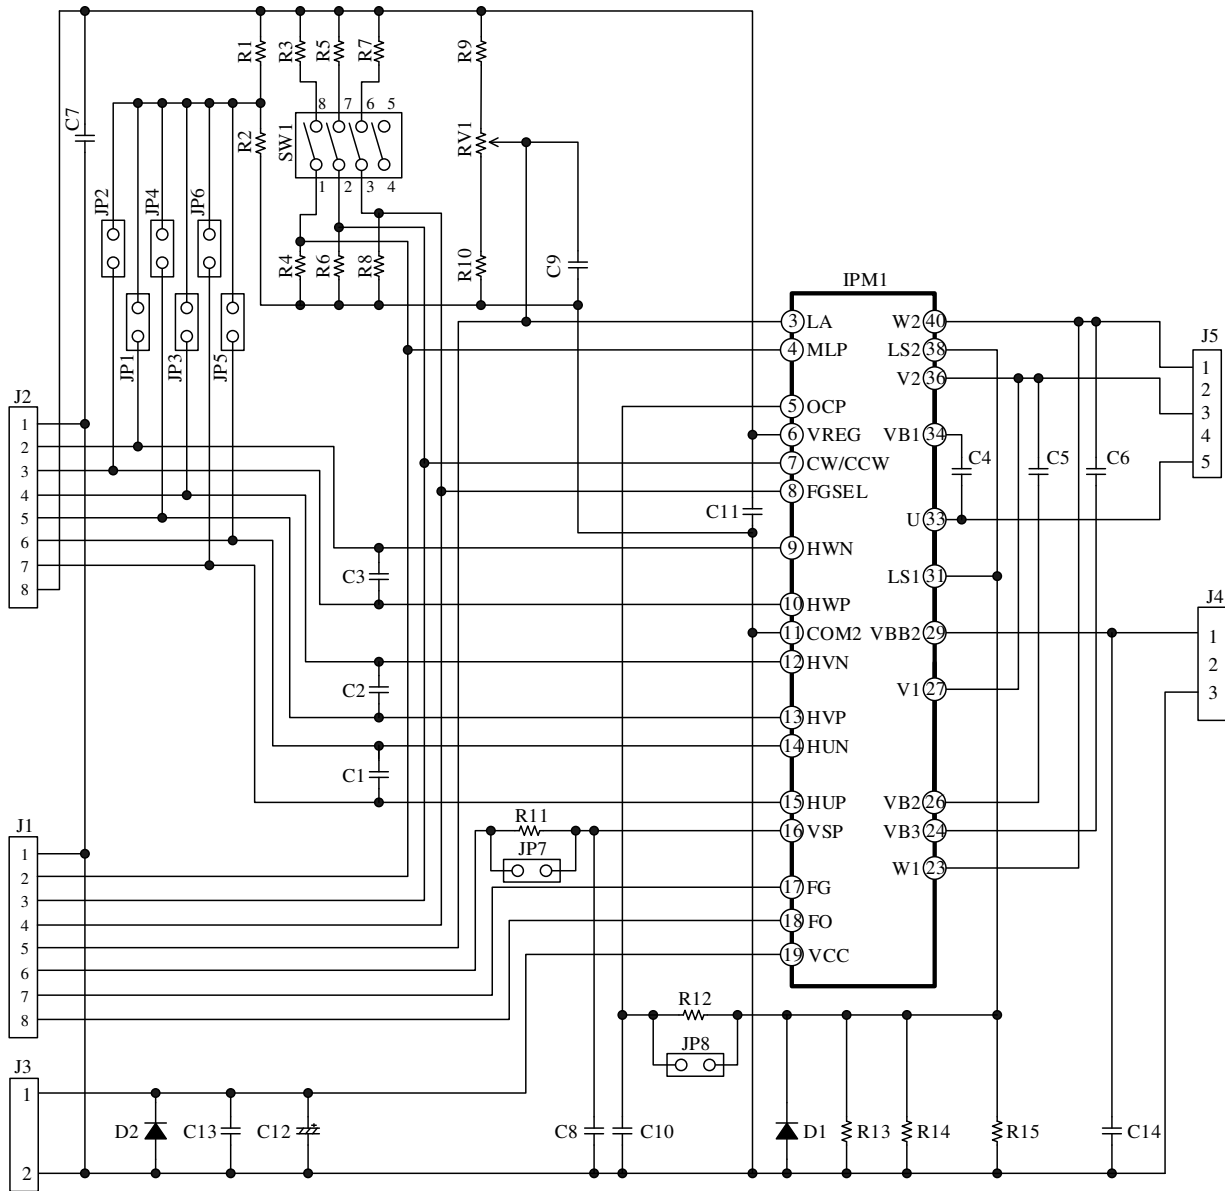 R1
R3
R5
R7
R9
C7
R2
SW1
8 7 6 5
1 2 3 4
RV1
JP2
JP4
JP6
R4
R6
R8
R10
C9
JP1
JP3
JP5
IPM1
3 LA
4 MLP
5 OCP
6 VREG
7 CW/CCW
8 FGSEL
9 HWN
10 HWP
11 COM2
12 HVN
13 HVP
14 HUN
15 HUP
16 VSP
17 FG
18 FO
19 VCC
W2 40
LS2 38
V2 36
VB1 34
U 33
LS1 31
VBB2 29
V1 27
VB2 26
VB3 24
W1 23
J5
1
2
3
4
5
C4
C5
C6
J4
1
2
3
J2
1
2
3
4
5
6
7
8
C11
C3
C2
C1
R11
JP7
J1
1
2
3
4
5
6
7
8
R12
JP8
J3
1
2
D2
C13
C12
+
C8
C10
D1
R13
R14
R15
C14